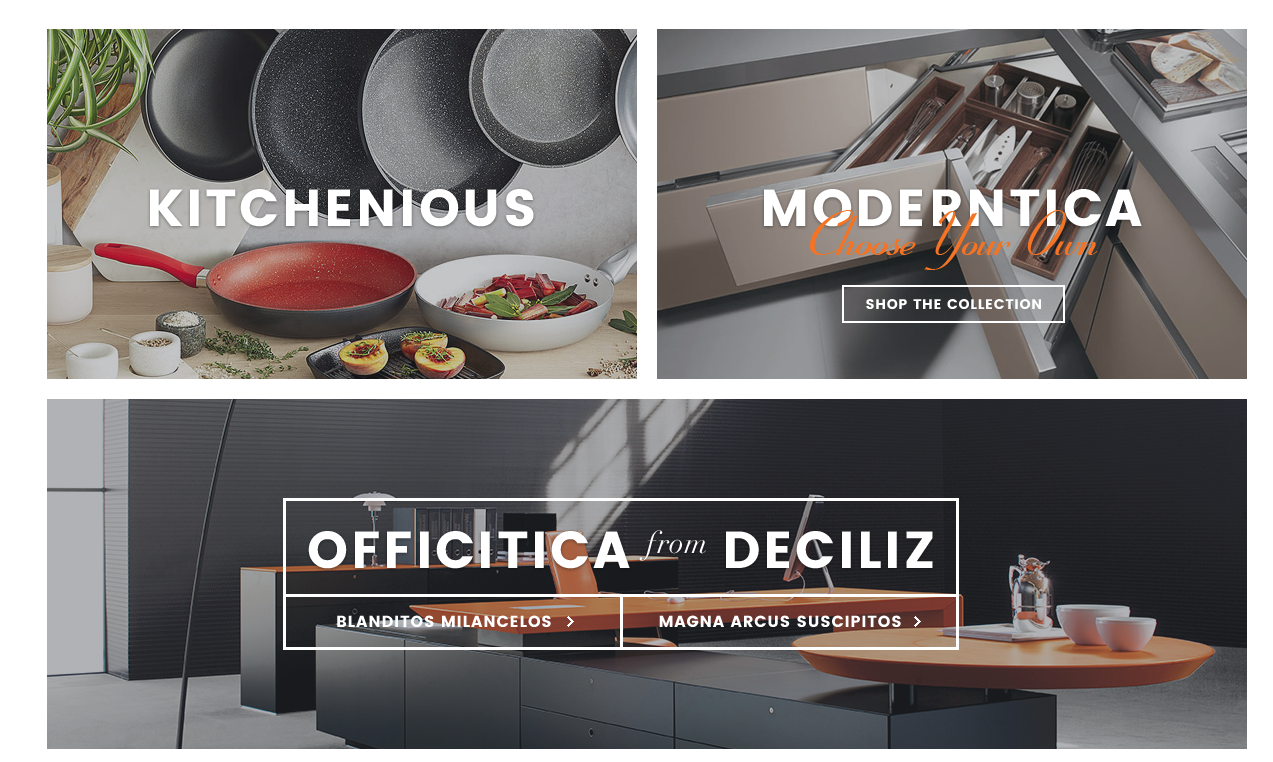 KITCHENIOUS
MODERNTICA
Choose Your Own
SHOP THE COLLECTION
OFFICITICA from DECILIZ
BLANDITOS MILANCELOS
MAGNA ARCUS SUSCIPITOS